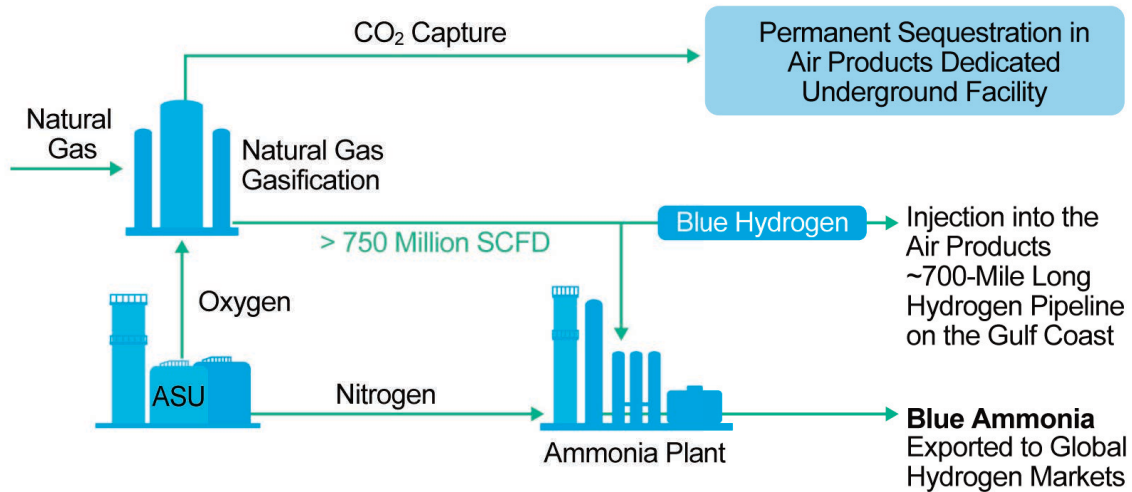 CO₂ Capture
Permanent Sequestration in
Air Products Dedicated
Underground Facility
Natural
Gas
Natural Gas
Gasification
> 750 Million SCFD
Blue Hydrogen
Injection into the
Air Products
~700-Mile Long
Hydrogen Pipeline
on the Gulf Coast
Oxygen
ASU
Nitrogen
Ammonia Plant
Blue Ammonia
Exported to Global
Hydrogen Markets